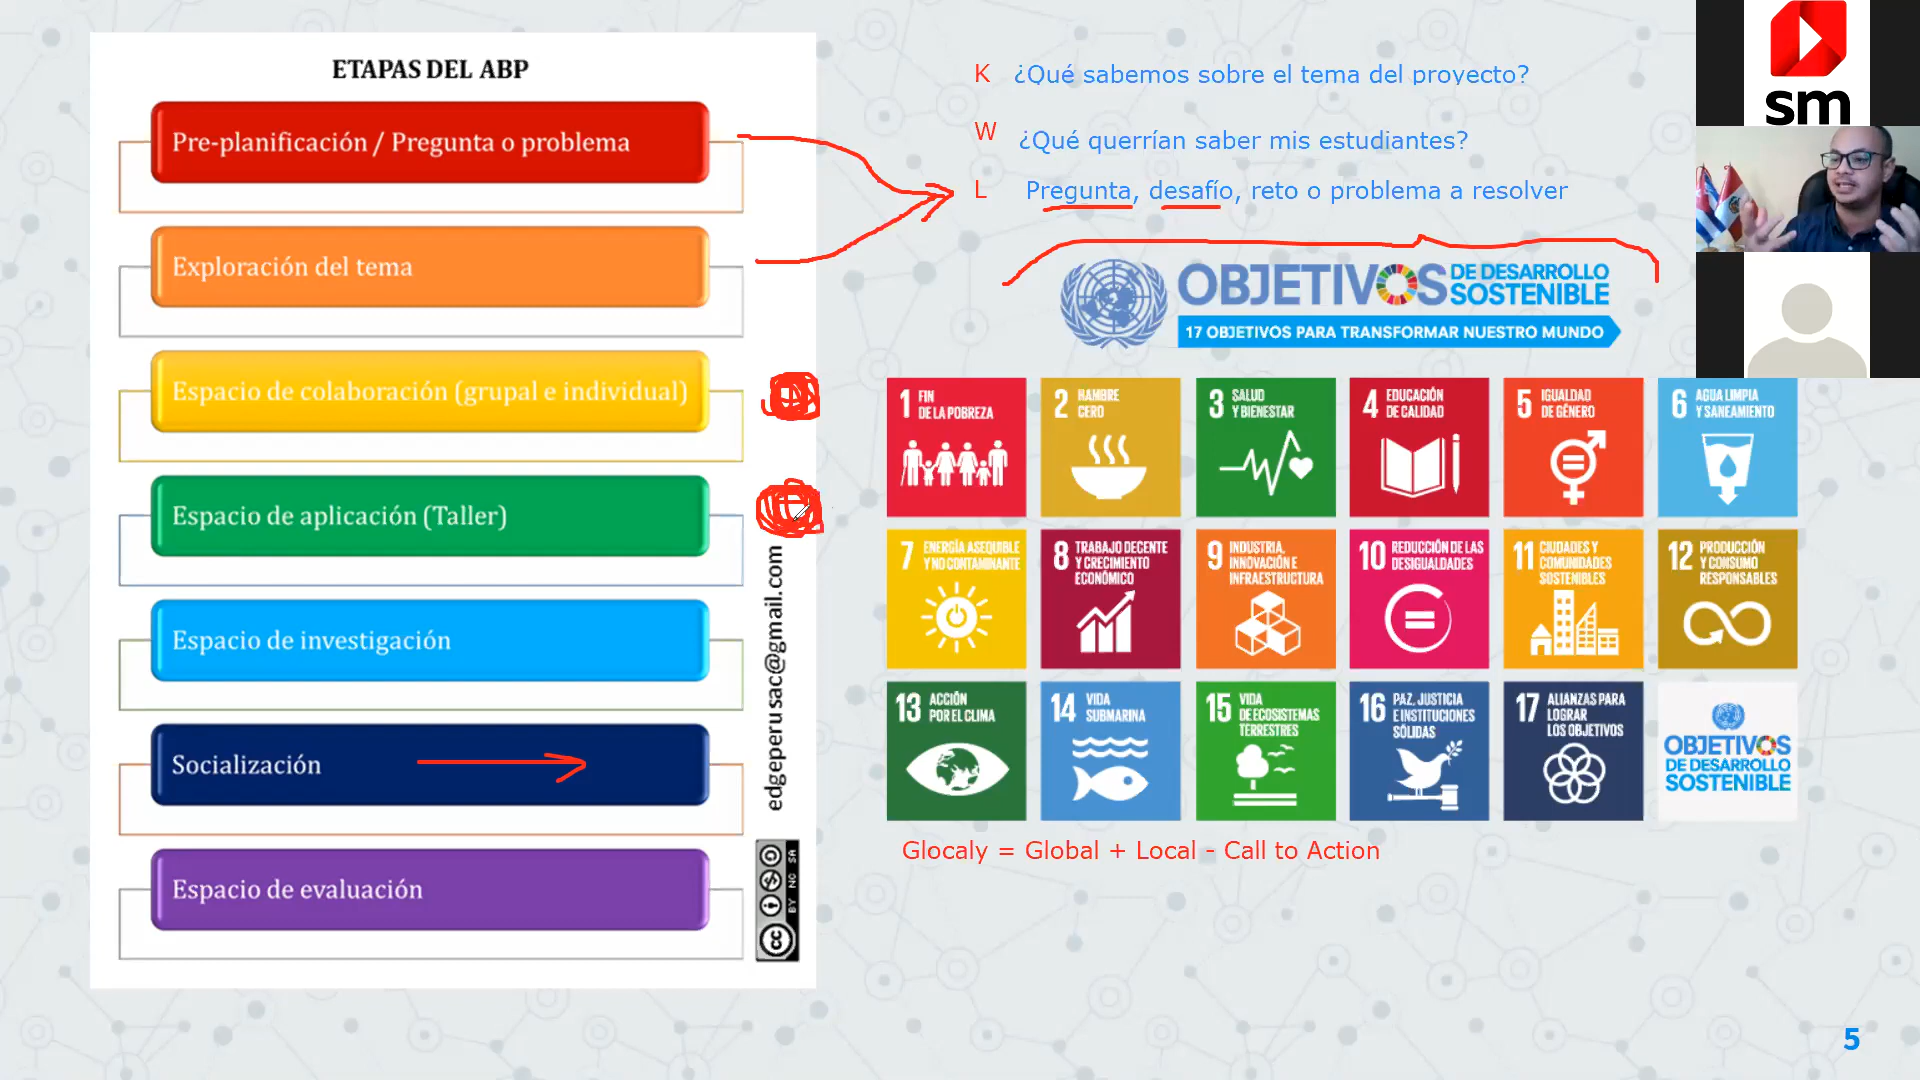 ETAPAS DEL ABP
Pre-planificación / Pregunta o problema
Exploración del tema
Espacio de colaboración (grupal e individual)
Espacio de aplicación (Taller)
Espacio de investigación
Socialización
Espacio de evaluación
edgeperusac@gmail.com
cc BY NC SA
K ¿Qué sabemos sobre el tema del proyecto?
W ¿Qué querrían saber mis estudiantes?
L Pregunta, desafío, reto o problema a resolver
OBJETIVOS
DE DESARROLLO
SOSTENIBLE
17 OBJETIVOS PARA TRANSFORMAR NUESTRO MUNDO
1 FIN
DE LA POBREZA
2 HAMBRE
CERO
3 SALUD
Y BIENESTAR
4 EDUCACIÓN
DE CALIDAD
5 IGUALDAD
DE GÉNERO
6 AGUA LIMPIA
Y SANEAMIENTO
7 ENERGÍA ASEQUIBLE
Y NO CONTAMINANTE
8 TRABAJO DECENTE
Y CRECIMIENTO
ECONÓMICO
9 INDUSTRIA,
INNOVACIÓN E
INFRAESTRUCTURA
10 REDUCCIÓN DE LAS
DESIGUALDADES
11 CIUDADES Y
COMUNIDADES
SOSTENIBLES
12 PRODUCCIÓN
Y CONSUMO
RESPONSABLES
13 ACCIÓN
POR EL CLIMA
14 VIDA
SUBMARINA
15 VIDA
DE ECOSISTEMAS
TERRESTRES
16 PAZ, JUSTICIA
E INSTITUCIONES
SÓLIDAS
17 ALIANZAS PARA
LOGRAR
LOS OBJETIVOS
OBJETIVOS
DE DESARROLLO
SOSTENIBLE
Glocaly = Global + Local - Call to Action
sm
5